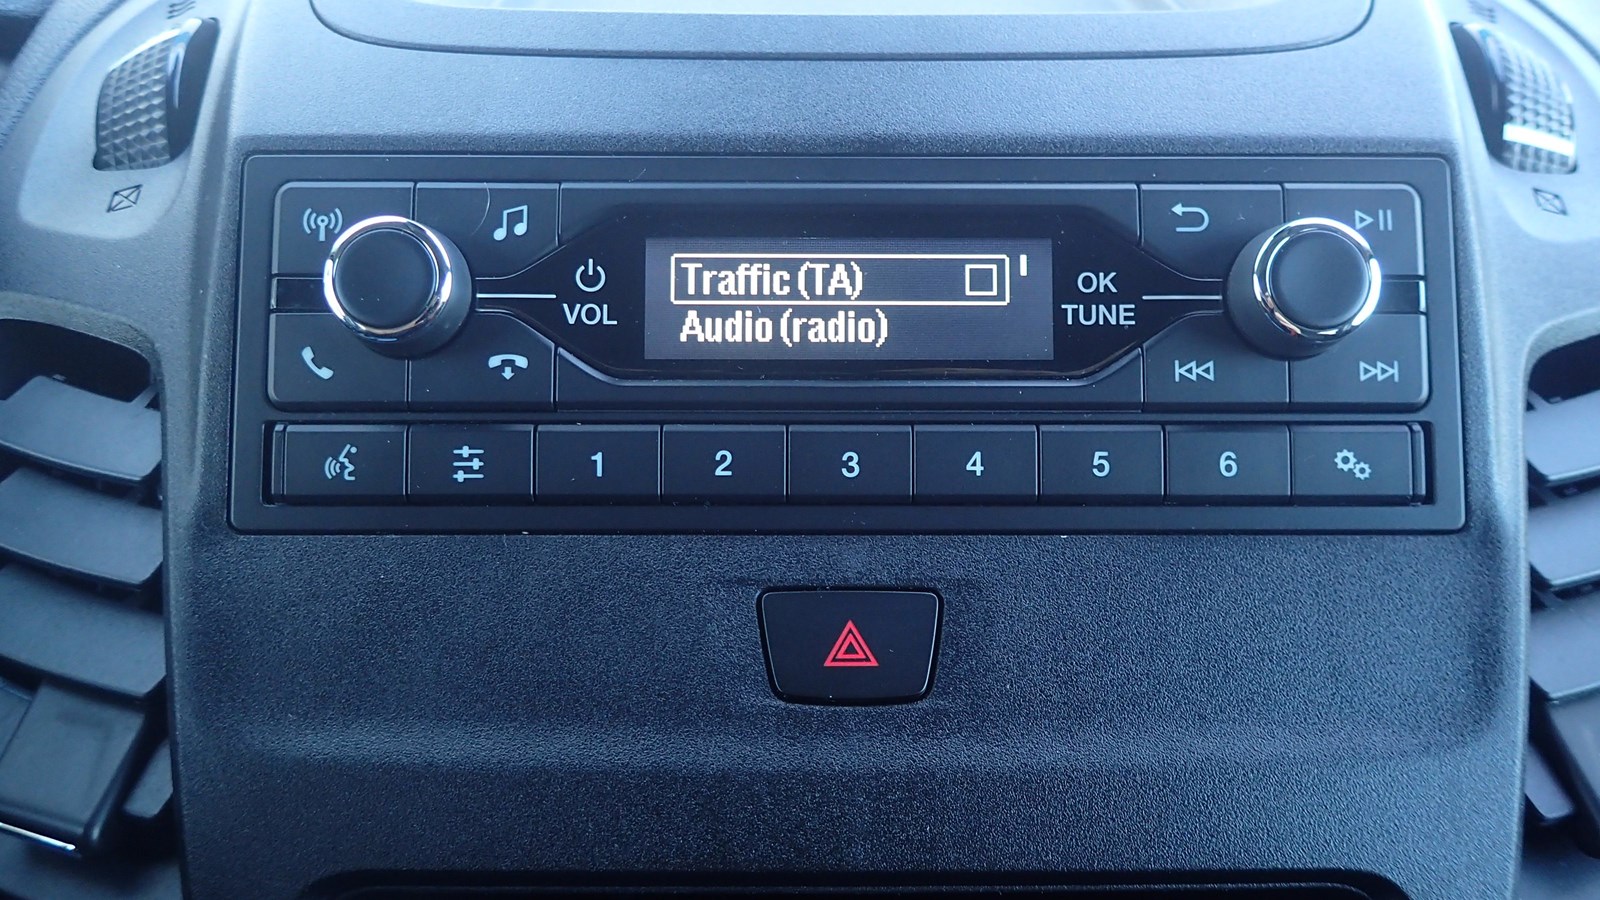 VOL
Traffic (TA)
Audio (radio)
OK
TUNE
1 2 3 4 5 6